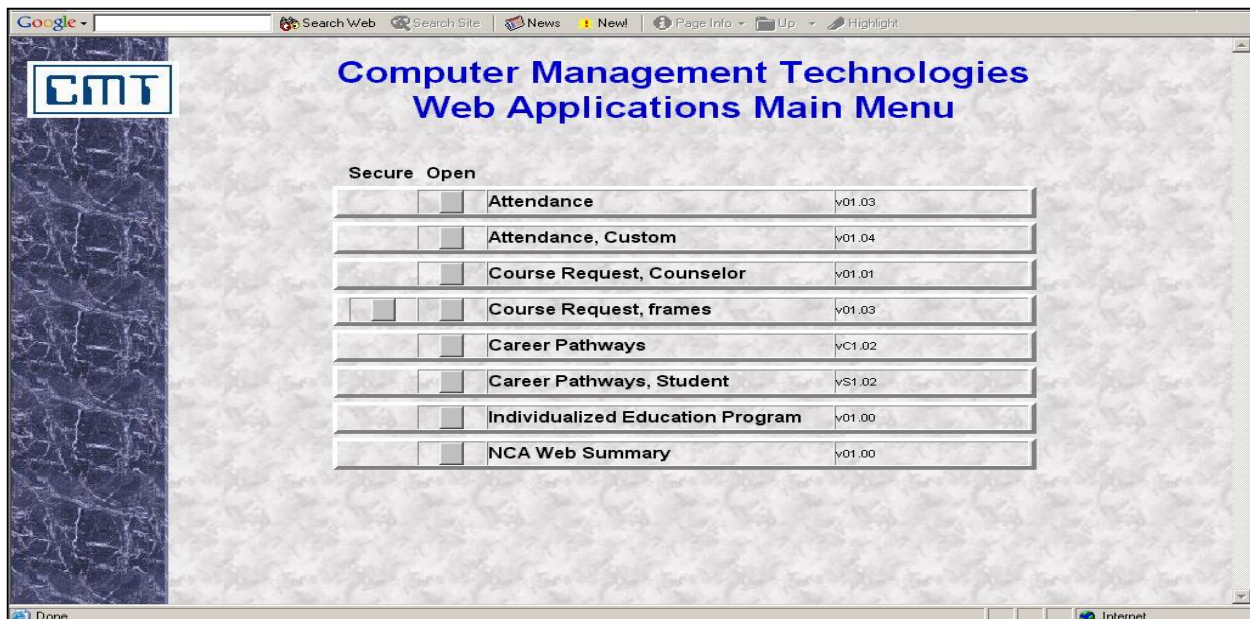 Google Search Web Search Site News New! Page Info Up Highlight
CMT
Computer Management Technologies
Web Applications Main Menu
Secure Open
Attendance v01.03
Attendance, Custom v01.04
Course Request, Counselor v01.01
Course Request, frames v01.03
Career Pathways vC1.02
Career Pathways, Student vS1.02
Individualized Education Program v01.00
NCA Web Summary v01.00
Done Internet